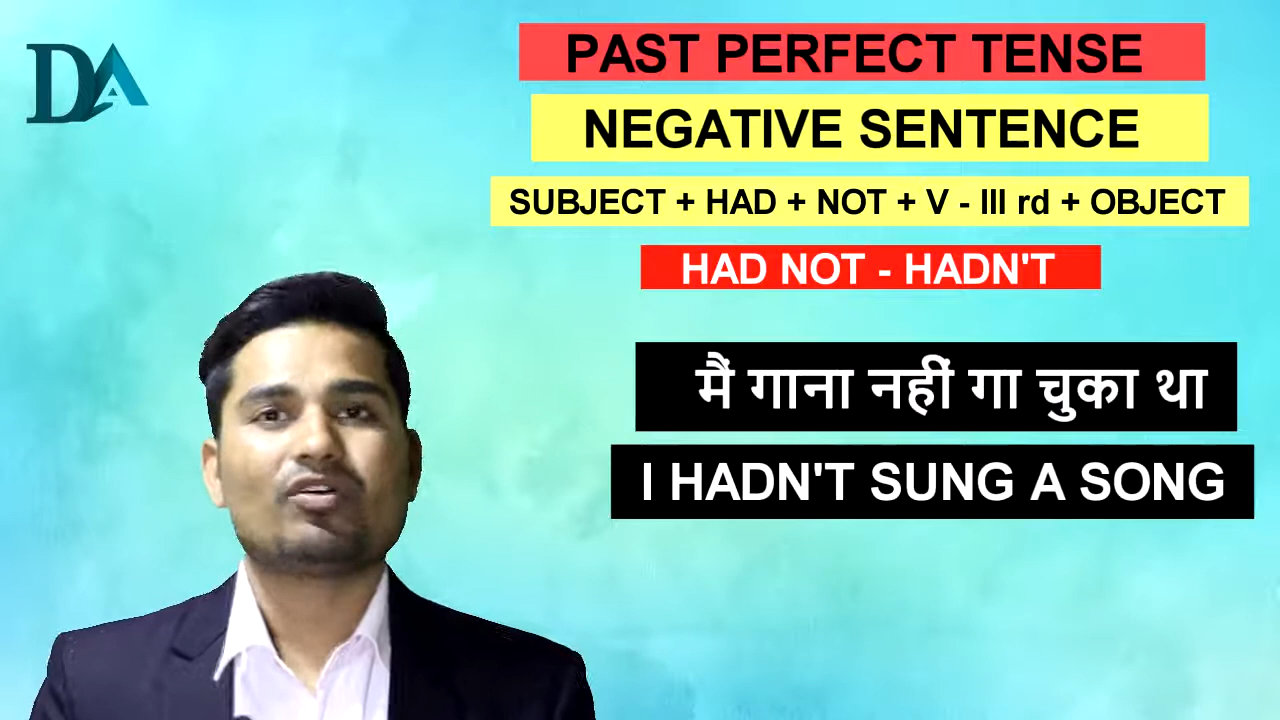 DA
PAST PERFECT TENSE
NEGATIVE SENTENCE
SUBJECT + HAD + NOT + V - III rd + OBJECT
HAD NOT - HADN'T
मैं गाना नहीं गा चुका था
I HADN'T SUNG A SONG